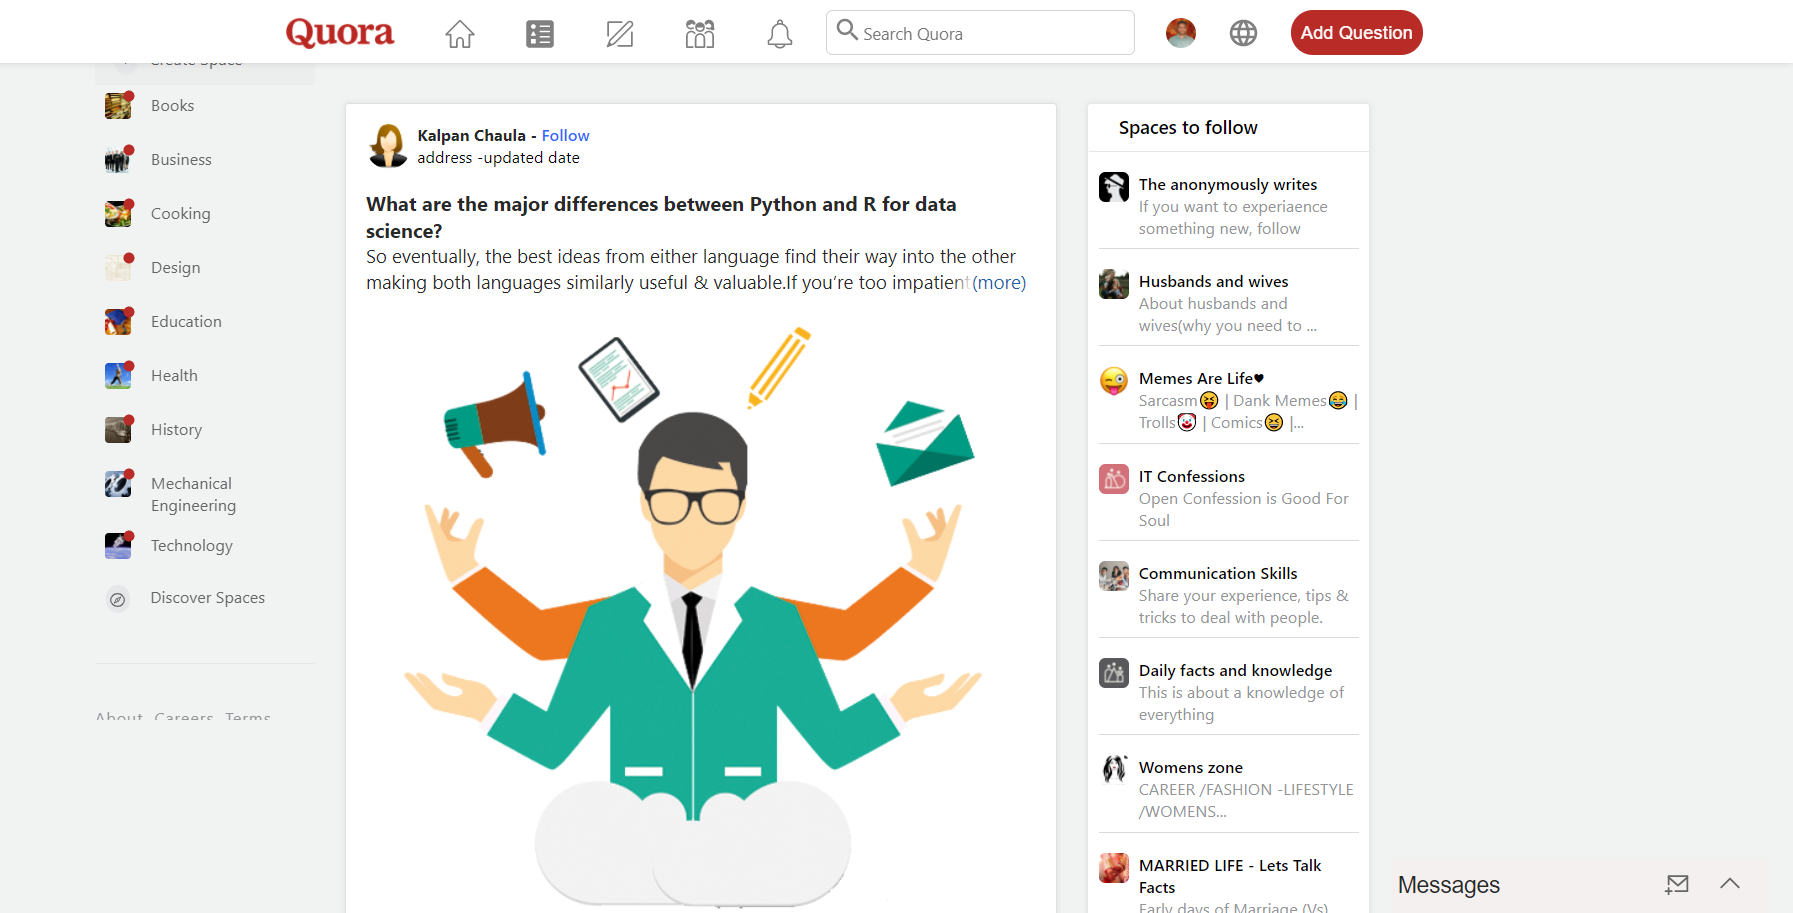 Quora
Search Quora
Add Question
Create Space
Books
Business
Cooking
Design
Education
Health
History
Mechanical
Engineering
Technology
Discover Spaces
About Careers Terms
Kalpan Chaula - Follow
address -updated date
What are the major differences between Python and R for data
science?
So eventually, the best ideas from either language find their way into the other
making both languages similarly useful & valuable.If you’re too impatient(more)
Spaces to follow
The anonymously writes
If you want to experiaence
something new, follow
Husbands and wives
About husbands and
wives(why you need to ...
Memes Are Life♥
Sarcasm😝 | Dank Memes😂 |
Trolls🤡 | Comics😆 |...
IT Confessions
Open Confession is Good For
Soul
Communication Skills
Share your experience, tips &
tricks to deal with people.
Daily facts and knowledge
This is about a knowledge of
everything
Womens zone
CAREER /FASHION -LIFESTYLE
/WOMENS...
MARRIED LIFE - Lets Talk
Facts
Early days of Marriage (Vs)
Messages